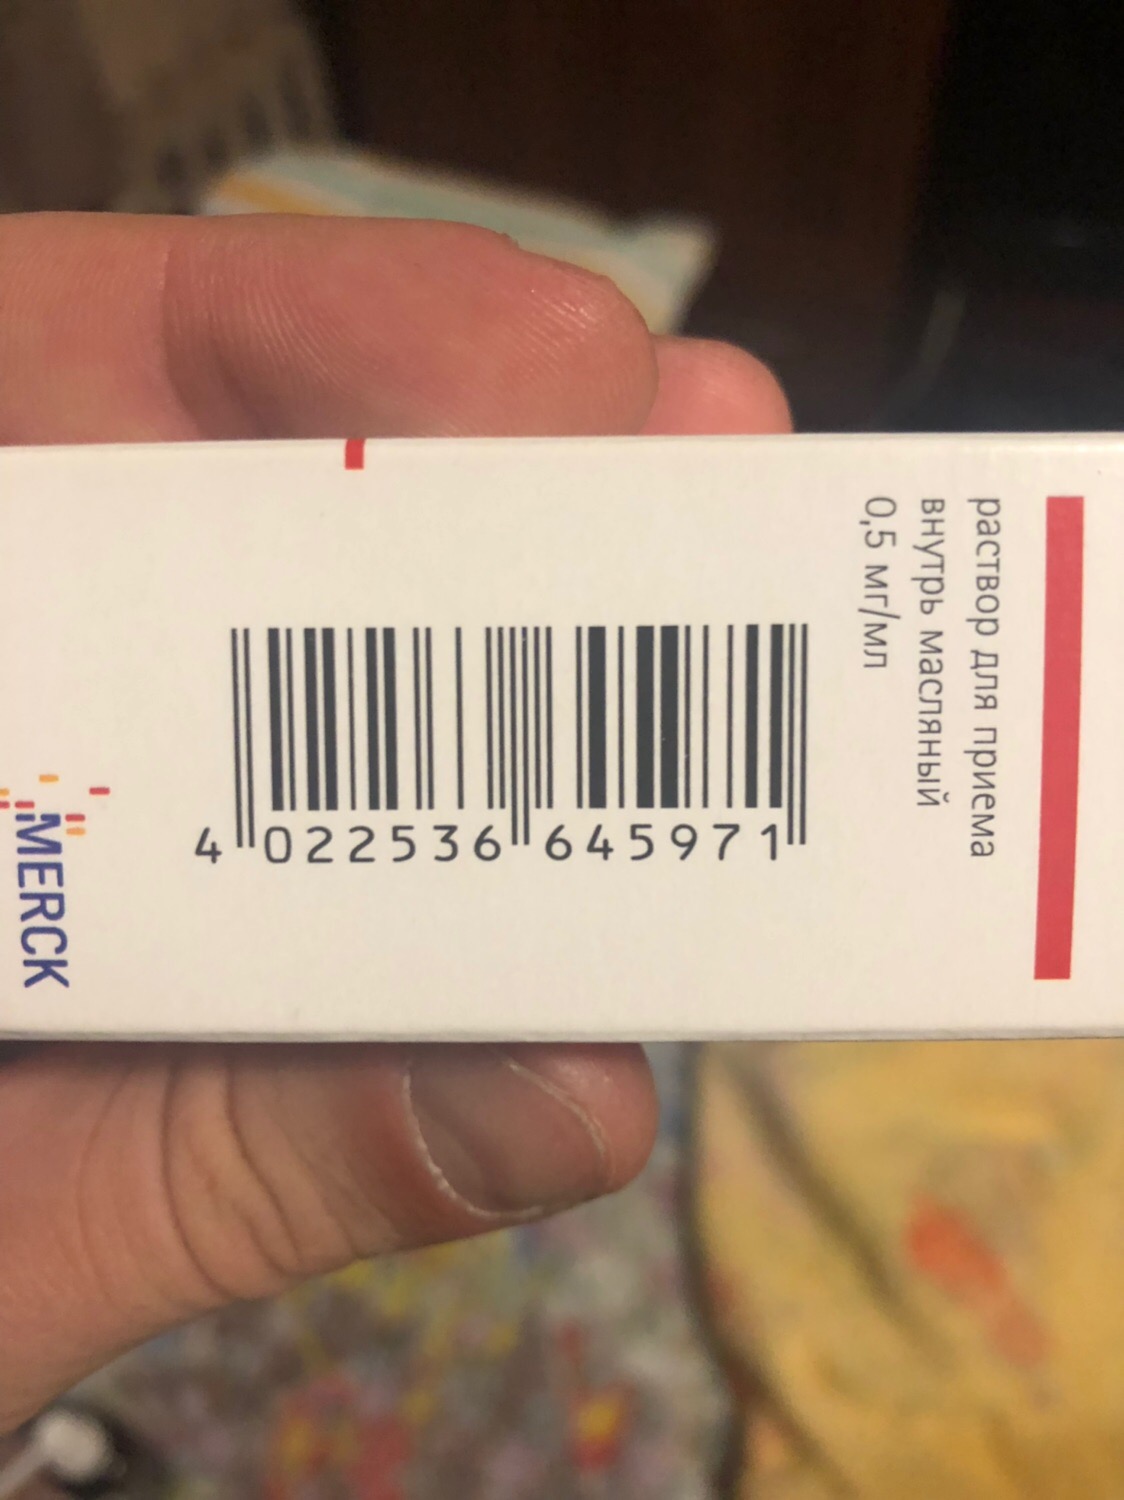 раствор для приема
внутрь масляный
0,5 мг/мл
4 022536 645971
MERCK